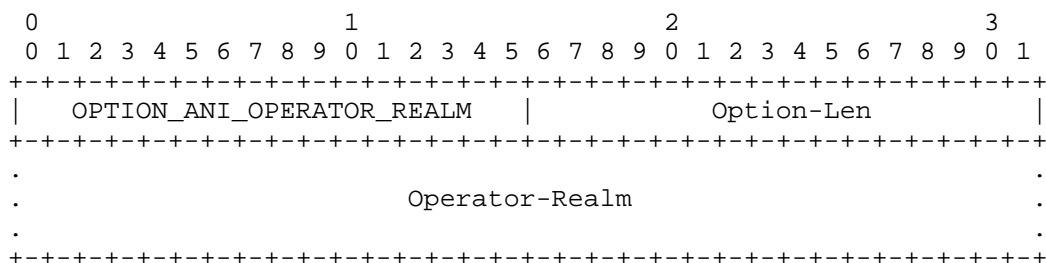 0                   1                   2                   3
 0 1 2 3 4 5 6 7 8 9 0 1 2 3 4 5 6 7 8 9 0 1 2 3 4 5 6 7 8 9 0 1
+-+-+-+-+-+-+-+-+-+-+-+-+-+-+-+-+-+-+-+-+-+-+-+-+-+-+-+-+-+-+-+-+
|   OPTION_ANI_OPERATOR_REALM   |           Option-Len          |
+-+-+-+-+-+-+-+-+-+-+-+-+-+-+-+-+-+-+-+-+-+-+-+-+-+-+-+-+-+-+-+-+
.                                                               .
.                        Operator-Realm                         .
.                                                               .
+-+-+-+-+-+-+-+-+-+-+-+-+-+-+-+-+-+-+-+-+-+-+-+-+-+-+-+-+-+-+-+-+